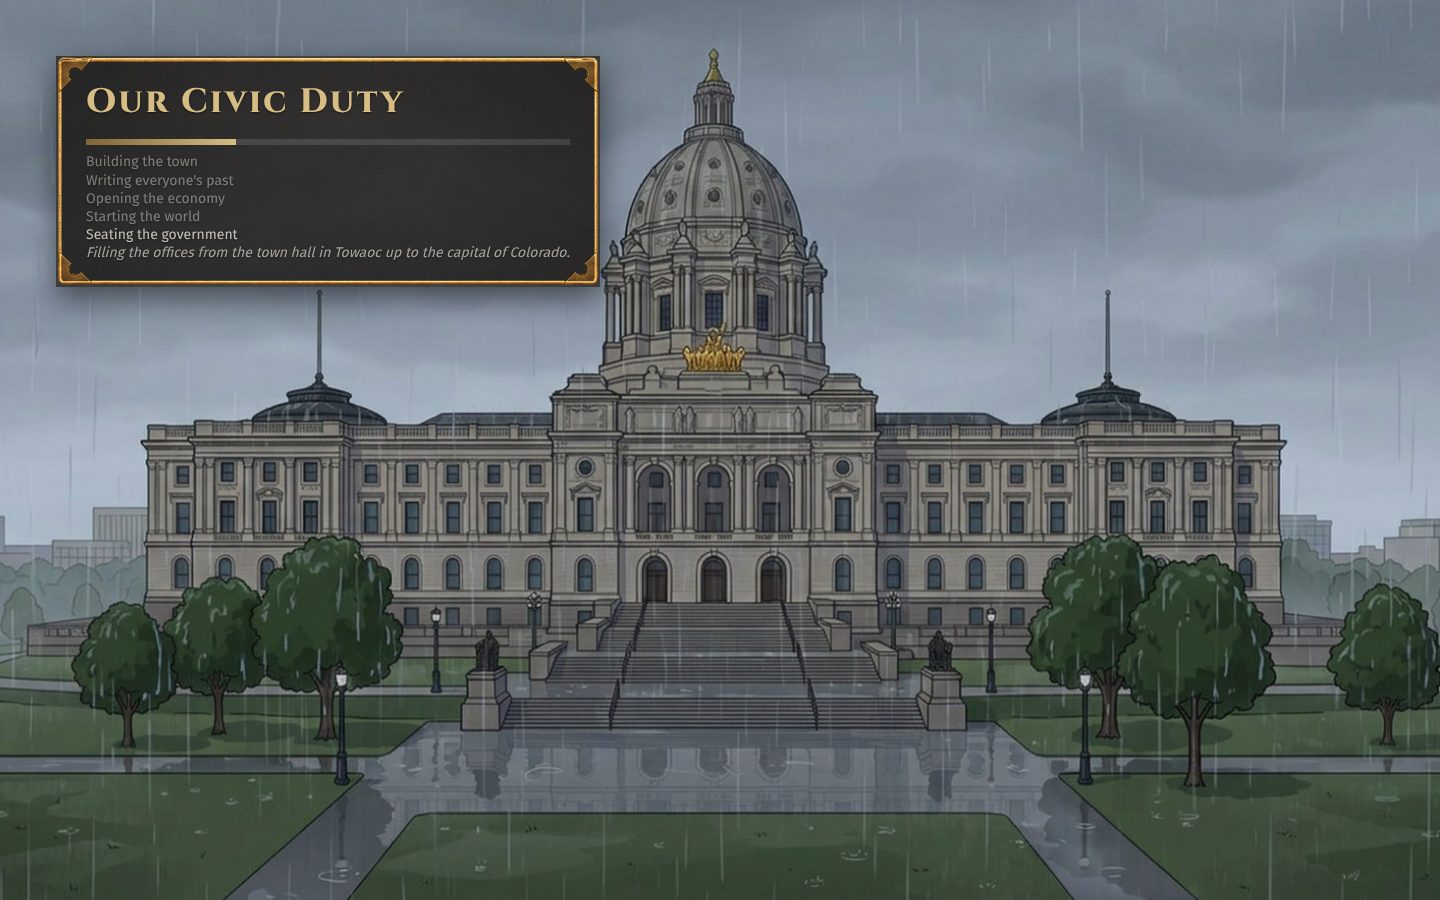 Our Civic Duty
Building the town
Writing everyone's past
Opening the economy
Starting the world
Seating the government
Filling the offices from the town hall in Towaoc up to the capital of Colorado.